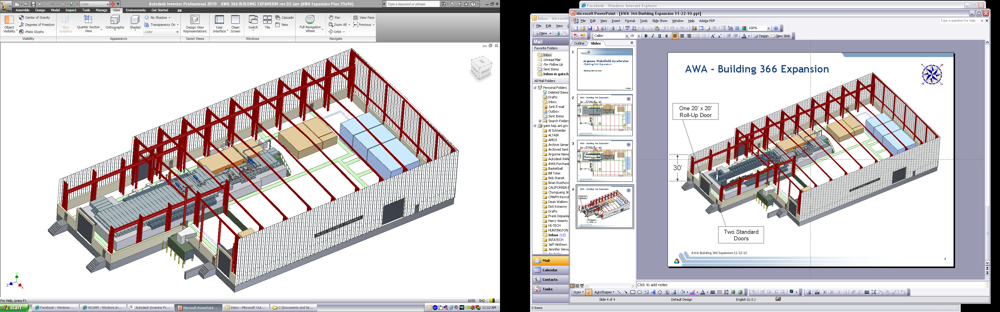 Autodesk Inventor Professional 2010 AWA 366 BUILDING EXPANSION rev 02.iam (AWA Expansion Plan 55x96)
Color
Type a keyword or phrase
PRO
Assemble Design Model Inspect Tools Manage View Environments Get Started
Object Visibility
Center of Gravity
Degrees of Freedom
iMate Glyphs
Visibility
Slice Graphics
Quarter Section View
Orthographic
Shaded
No Shadow
Transparency On
Color
Appearance
Design View Representations
Saved Views
User Interface
Clean Screen
Switch
Tile
Cascade
New
Windows
Full Navigation Wheel
Pan
Zoom All
Orbit
View Face
Previous
Navigate
TOP
FRONT
RIGHT
HIGH ENERGY PHYSICS
Y
Z
X
For Help, press F1
8255 542
start
Facebook - Windows ...
WLSAM - Windows In...
Autodesk Inventor Pr...
Microsoft PowerPoint ...
Inbox - Microsoft Out...
C:\Documents and Se...
11:12 AM
Facebook - Windows Internet Explorer
Inbox - Microsoft
File Edit View
New
Mail
Favorite Folders
Inbox
Unread Mail
For Follow Up
Sent Items
Inbox in gate.h
All Mail Folders
Personal Folders
Deleted Items
Drafts
Inbox
Junk E-mail
Outbox
Sent Items
Search Folders
gate.hep.anl.gov
Al Schneider
ALTAIR
AMOS
Archive Gener
Archived Sent
Argonne News
Autodesk RAN
AWA Purchasi
Basketball
Bill Toter
Bob Stanek
Brian Rusthov
CALIFORNIA E
Chunguang Jir
CMAFH Rexrot
Dean Walters
Dick Konecny
Drafts
Frank Depaola
Harry Weerts
HI-TECH
HUNTINGTON
Inbox (12)
INTATECH
Jeff Hinthorn
Jennifer Seivw
Mail
Calendar
Contacts
Tasks
0 Items
Microsoft PowerPoint - [AWA 366 Building Expansion 11-22-10.ppt]
File Edit View Insert Format Tools Slide Show Window Help Adobe PDF
Type a question for help
100%
Calibri 18
B I U S
Design New Slide
Outline Slides
1
Argonne Wakefield Accelerator
- Building 366 Expansion
2
AWA - Building 366 Expansion
3
AWA - Building 366 Expansion
4
AWA - Building 366 Expansion
AWA - Building 366 Expansion
One 20' x 20'
Roll-Up Door
30'
Two Standard
Doors
AWA Building 366 Expansion 11-22-10
4
Click to add notes
Draw AutoShapes
Slide 4 of 4 Default Design English (U.S.)